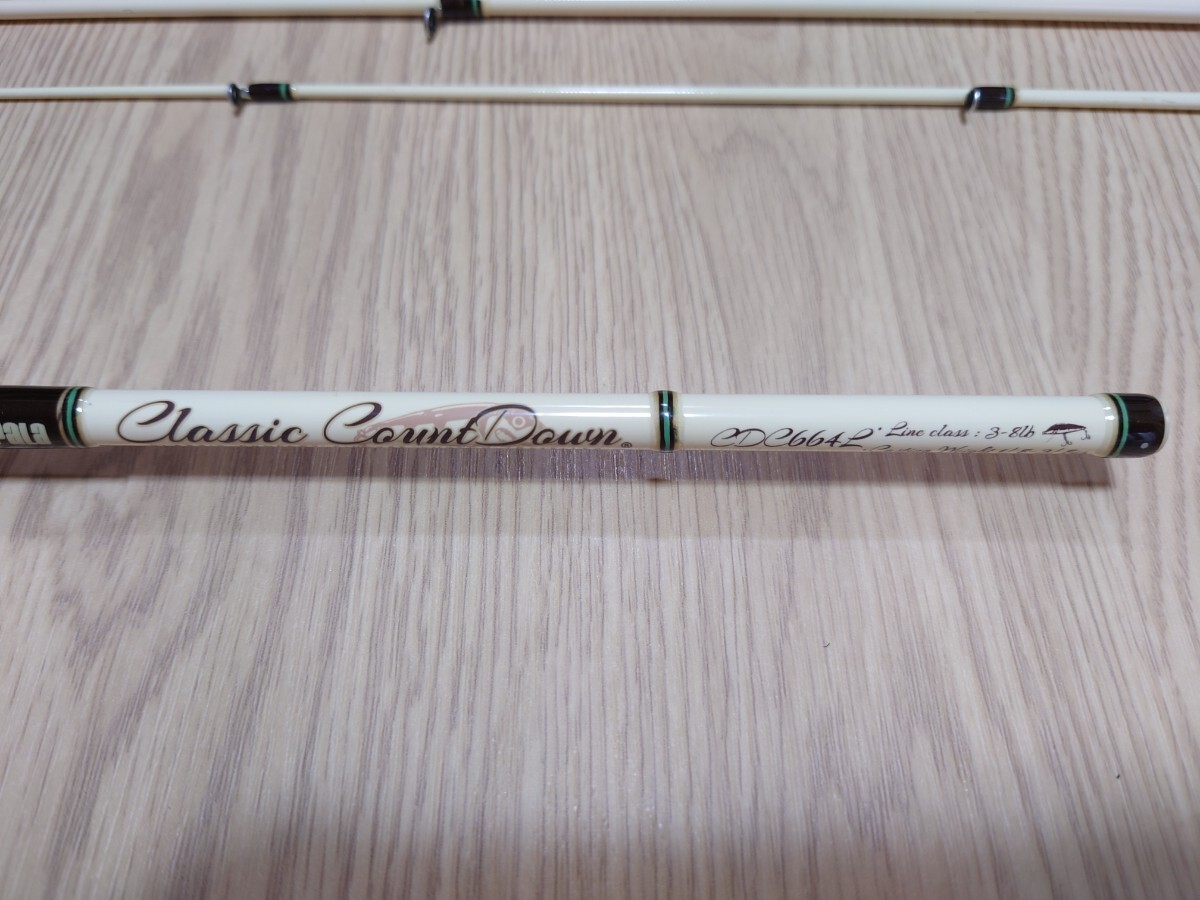 Classic CountDown®
CDC664L
Line class : 3-8lb